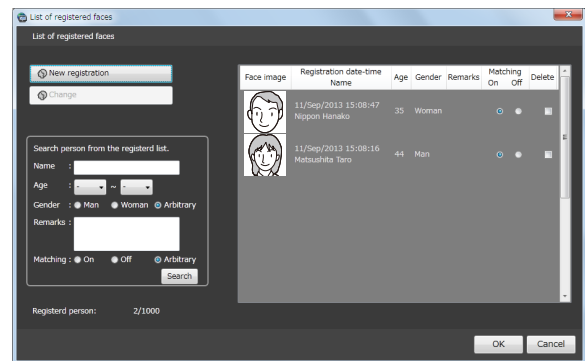 List of registered faces
List of registered faces
New registration
Change
Search person from the registerd list.
Name :
Age : - ~ -
Gender : Man Woman Arbitrary
Remarks :
Matching : On Off Arbitrary
Search
Registerd person: 2/1000
Face image Registration date-time Name Age Gender Remarks Matching On Off Delete
11/Sep/2013 15:08:47
Nippon Hanako 35 Woman
11/Sep/2013 15:08:16
Matsushita Taro 44 Man
OK Cancel